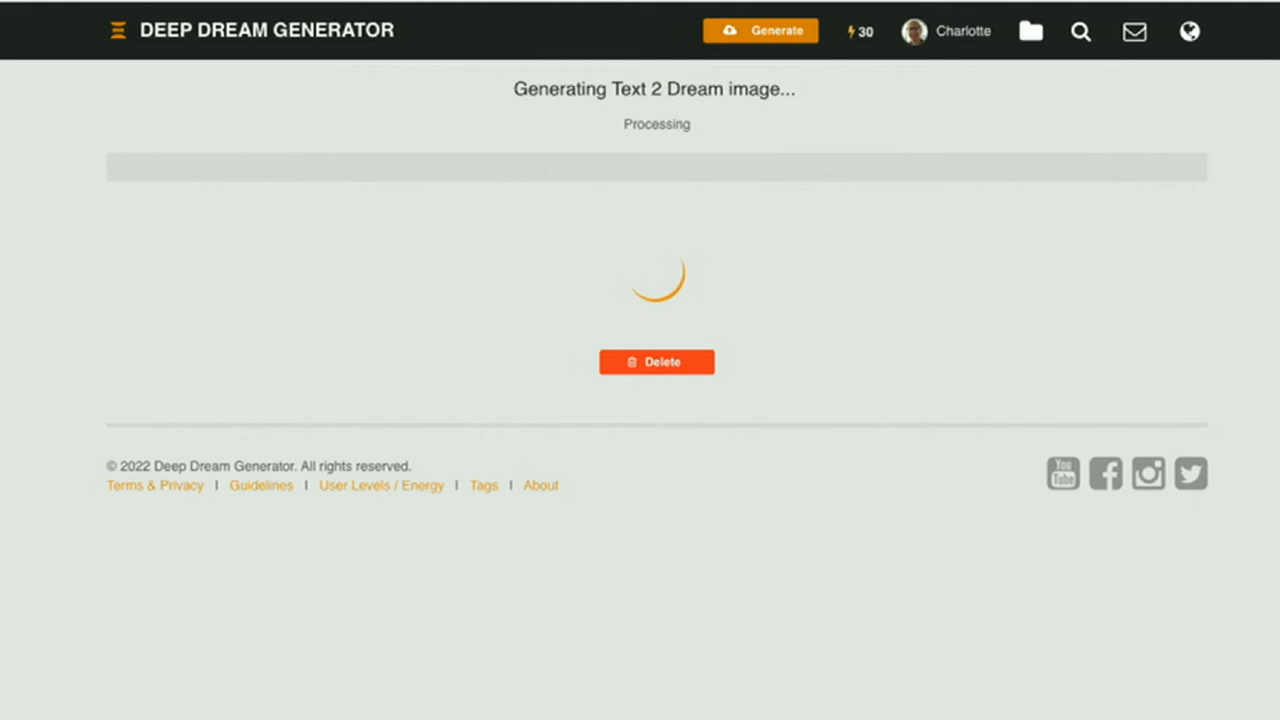 DEEP DREAM GENERATOR Generate 30 Charlotte
Generating Text 2 Dream image...
Processing
Delete
© 2022 Deep Dream Generator. All rights reserved.
Terms & Privacy | Guidelines | User Levels / Energy | Tags | About
You Tube